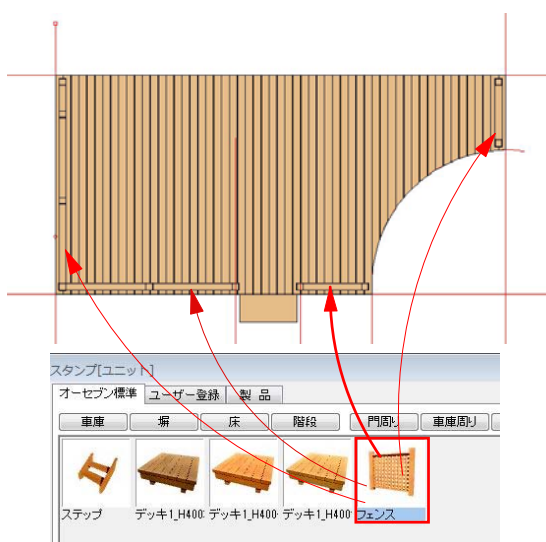 スタンプ[ユニット]
オーセブン標準 ユーザー登録 製 品
車庫 塀 床 階段 門周り 車庫周り
ステップ デッキ1_H400 デッキ1_H400 デッキ1_H400 フェンス